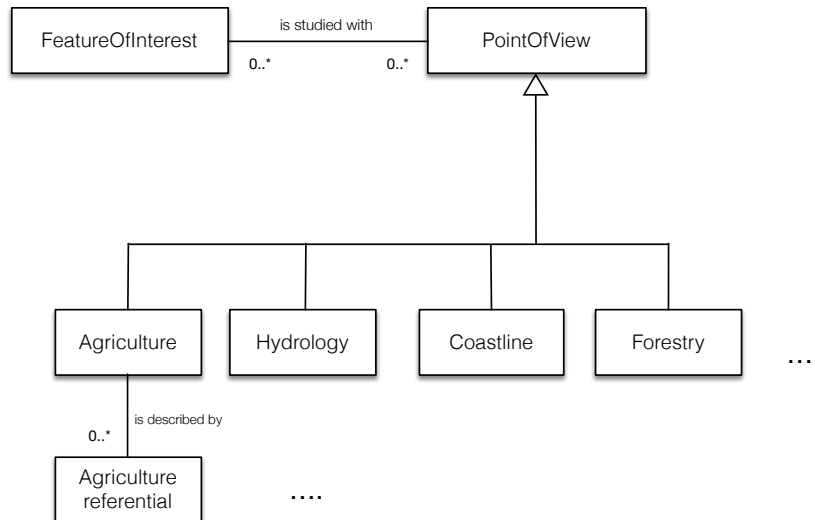 is studied with
FeatureOfInterest
PointOfView
0..*
0..*
Agriculture
Hydrology
Coastline
Forestry
...
is described by
0..*
Agriculture
referential
....